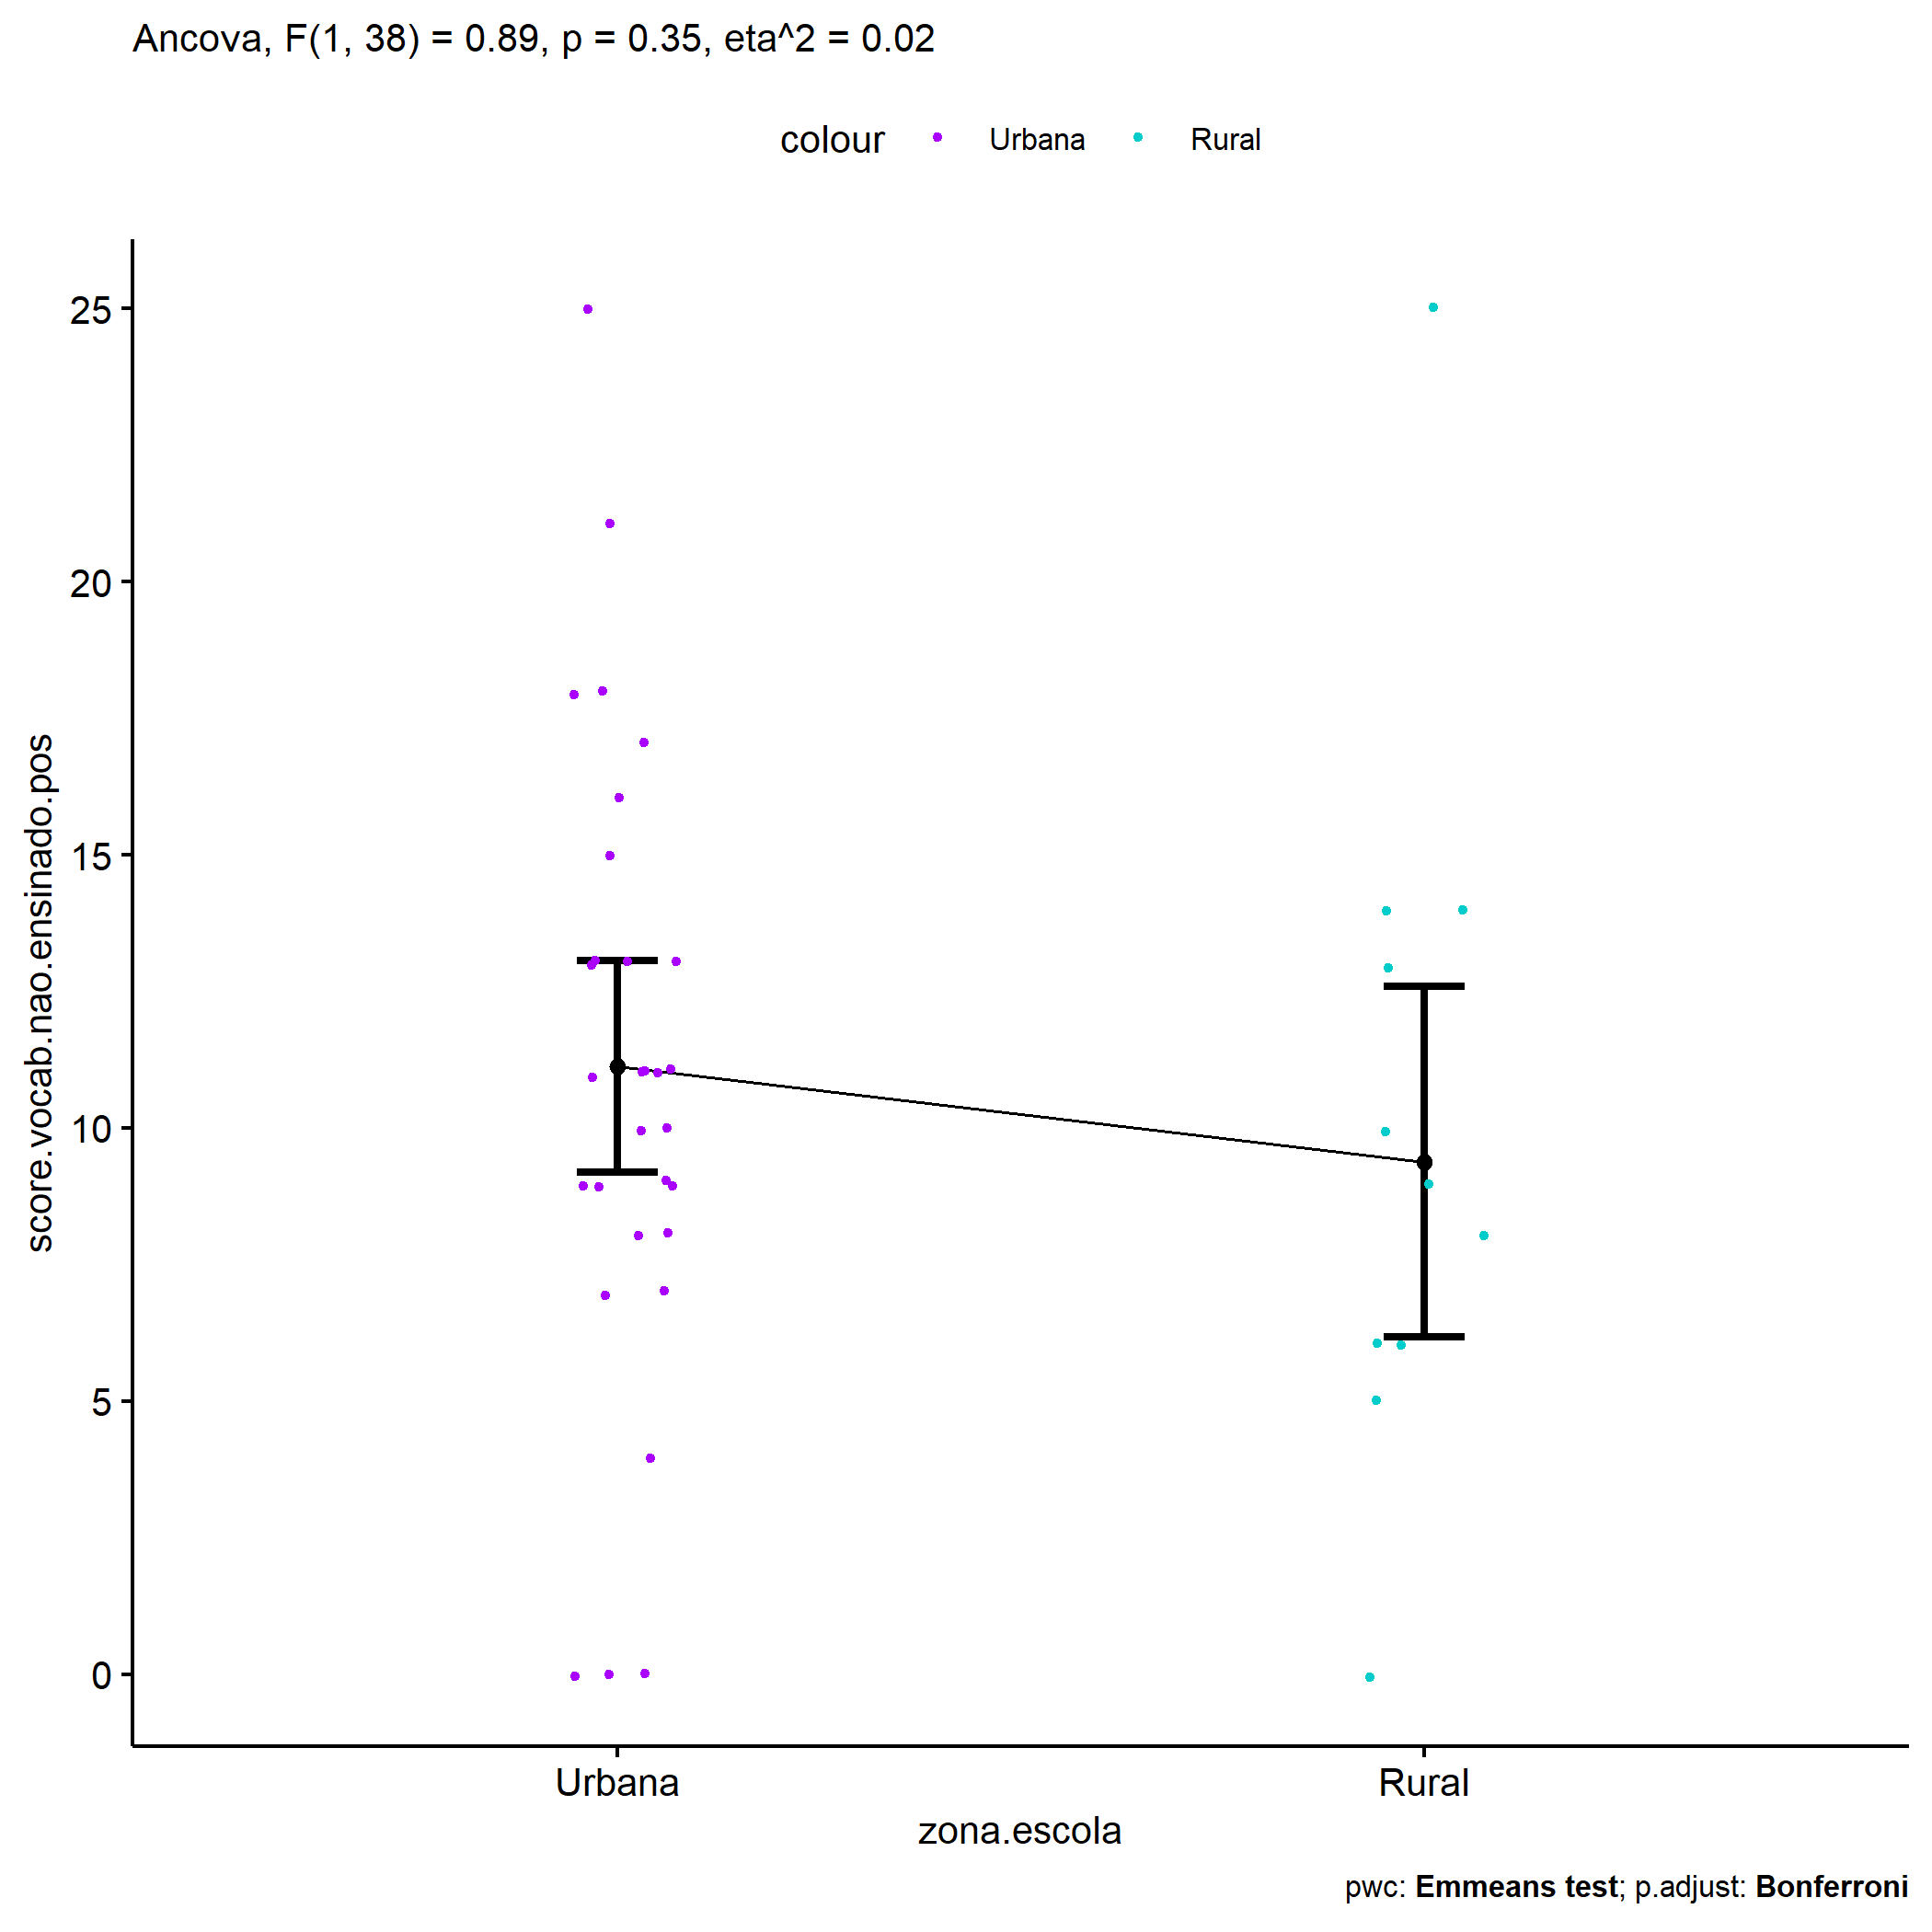 Ancova, F(1, 38) = 0.89, p = 0.35, eta^2 = 0.02
colour Urbana Rural
score.vocab.nao.ensinado.pos
25
20
15
10
5
0
Urbana Rural
zona.escola
pwc: Emmeans test; p.adjust: Bonferroni